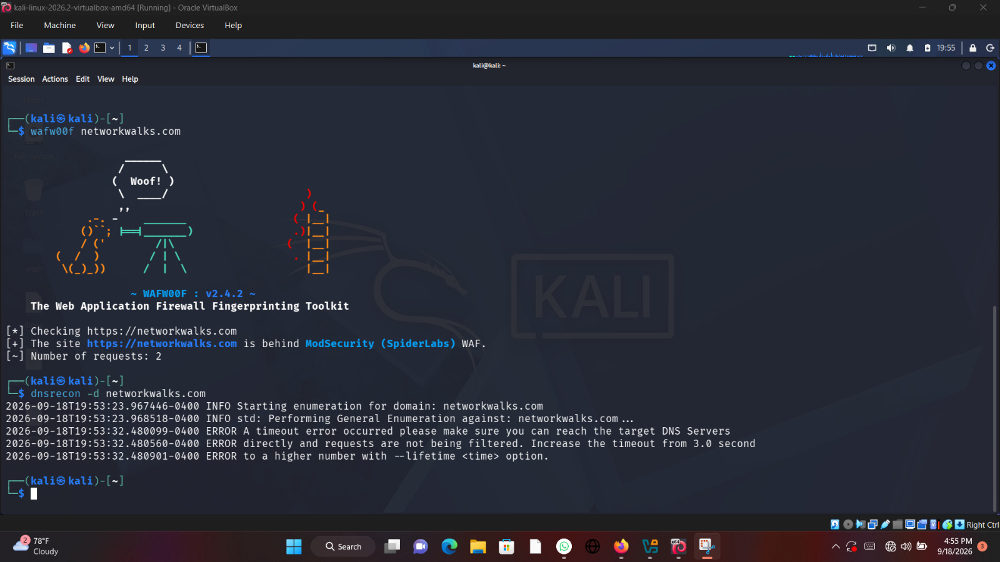 kali-linux-2026.2-virtualbox-amd64 [Running] - Oracle VirtualBox
File Machine View Input Devices Help
1 2 3 4 19:55
kali@kali: ~
Session Actions Edit View Help
Home
┌──(kali㉿kali)-[~]
└─$ wafw00f networkwalks.com
File System
Woof!
Trash
~ WAFW00F : v2.4.2 ~
The Web Application Firewall Fingerprinting Toolkit
[*] Checking https://networkwalks.com
[+] The site https://networkwalks.com is behind ModSecurity (SpiderLabs) WAF.
[~] Number of requests: 2
┌──(kali㉿kali)-[~]
└─$ dnsrecon -d networkwalks.com
2026-09-18T19:53:23.967446-0400 INFO Starting enumeration for domain: networkwalks.com
2026-09-18T19:53:23.968518-0400 INFO std: Performing General Enumeration against: networkwalks.com...
2026-09-18T19:53:32.480099-0400 ERROR A timeout error occurred please make sure you can reach the target DNS Servers
2026-09-18T19:53:32.480560-0400 ERROR directly and requests are not being filtered. Increase the timeout from 3.0 second
2026-09-18T19:53:32.480901-0400 ERROR to a higher number with --lifetime <time> option.
┌──(kali㉿kali)-[~]
└─$
KALI
Right Ctrl
2
78°F
Cloudy
Search
4:55 PM
9/18/2026
3